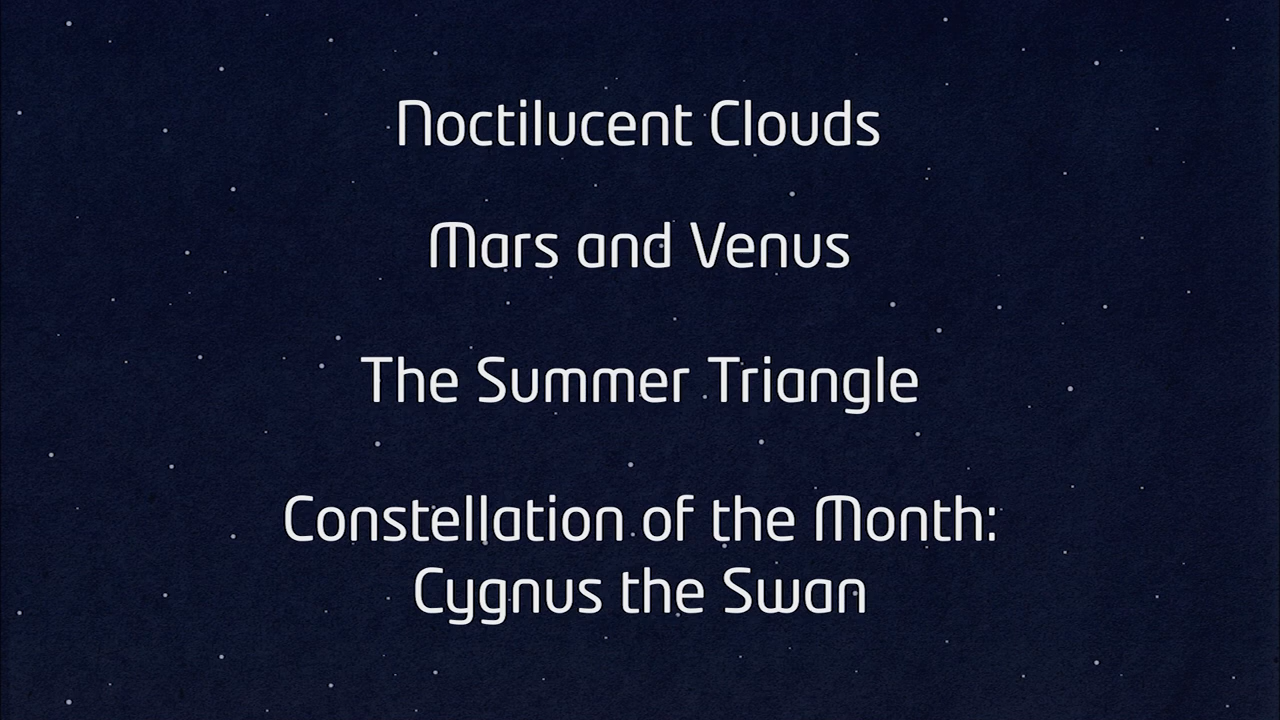 Noctilucent Clouds
Mars and Venus
The Summer Triangle
Constellation of the Month:
Cygnus the Swan